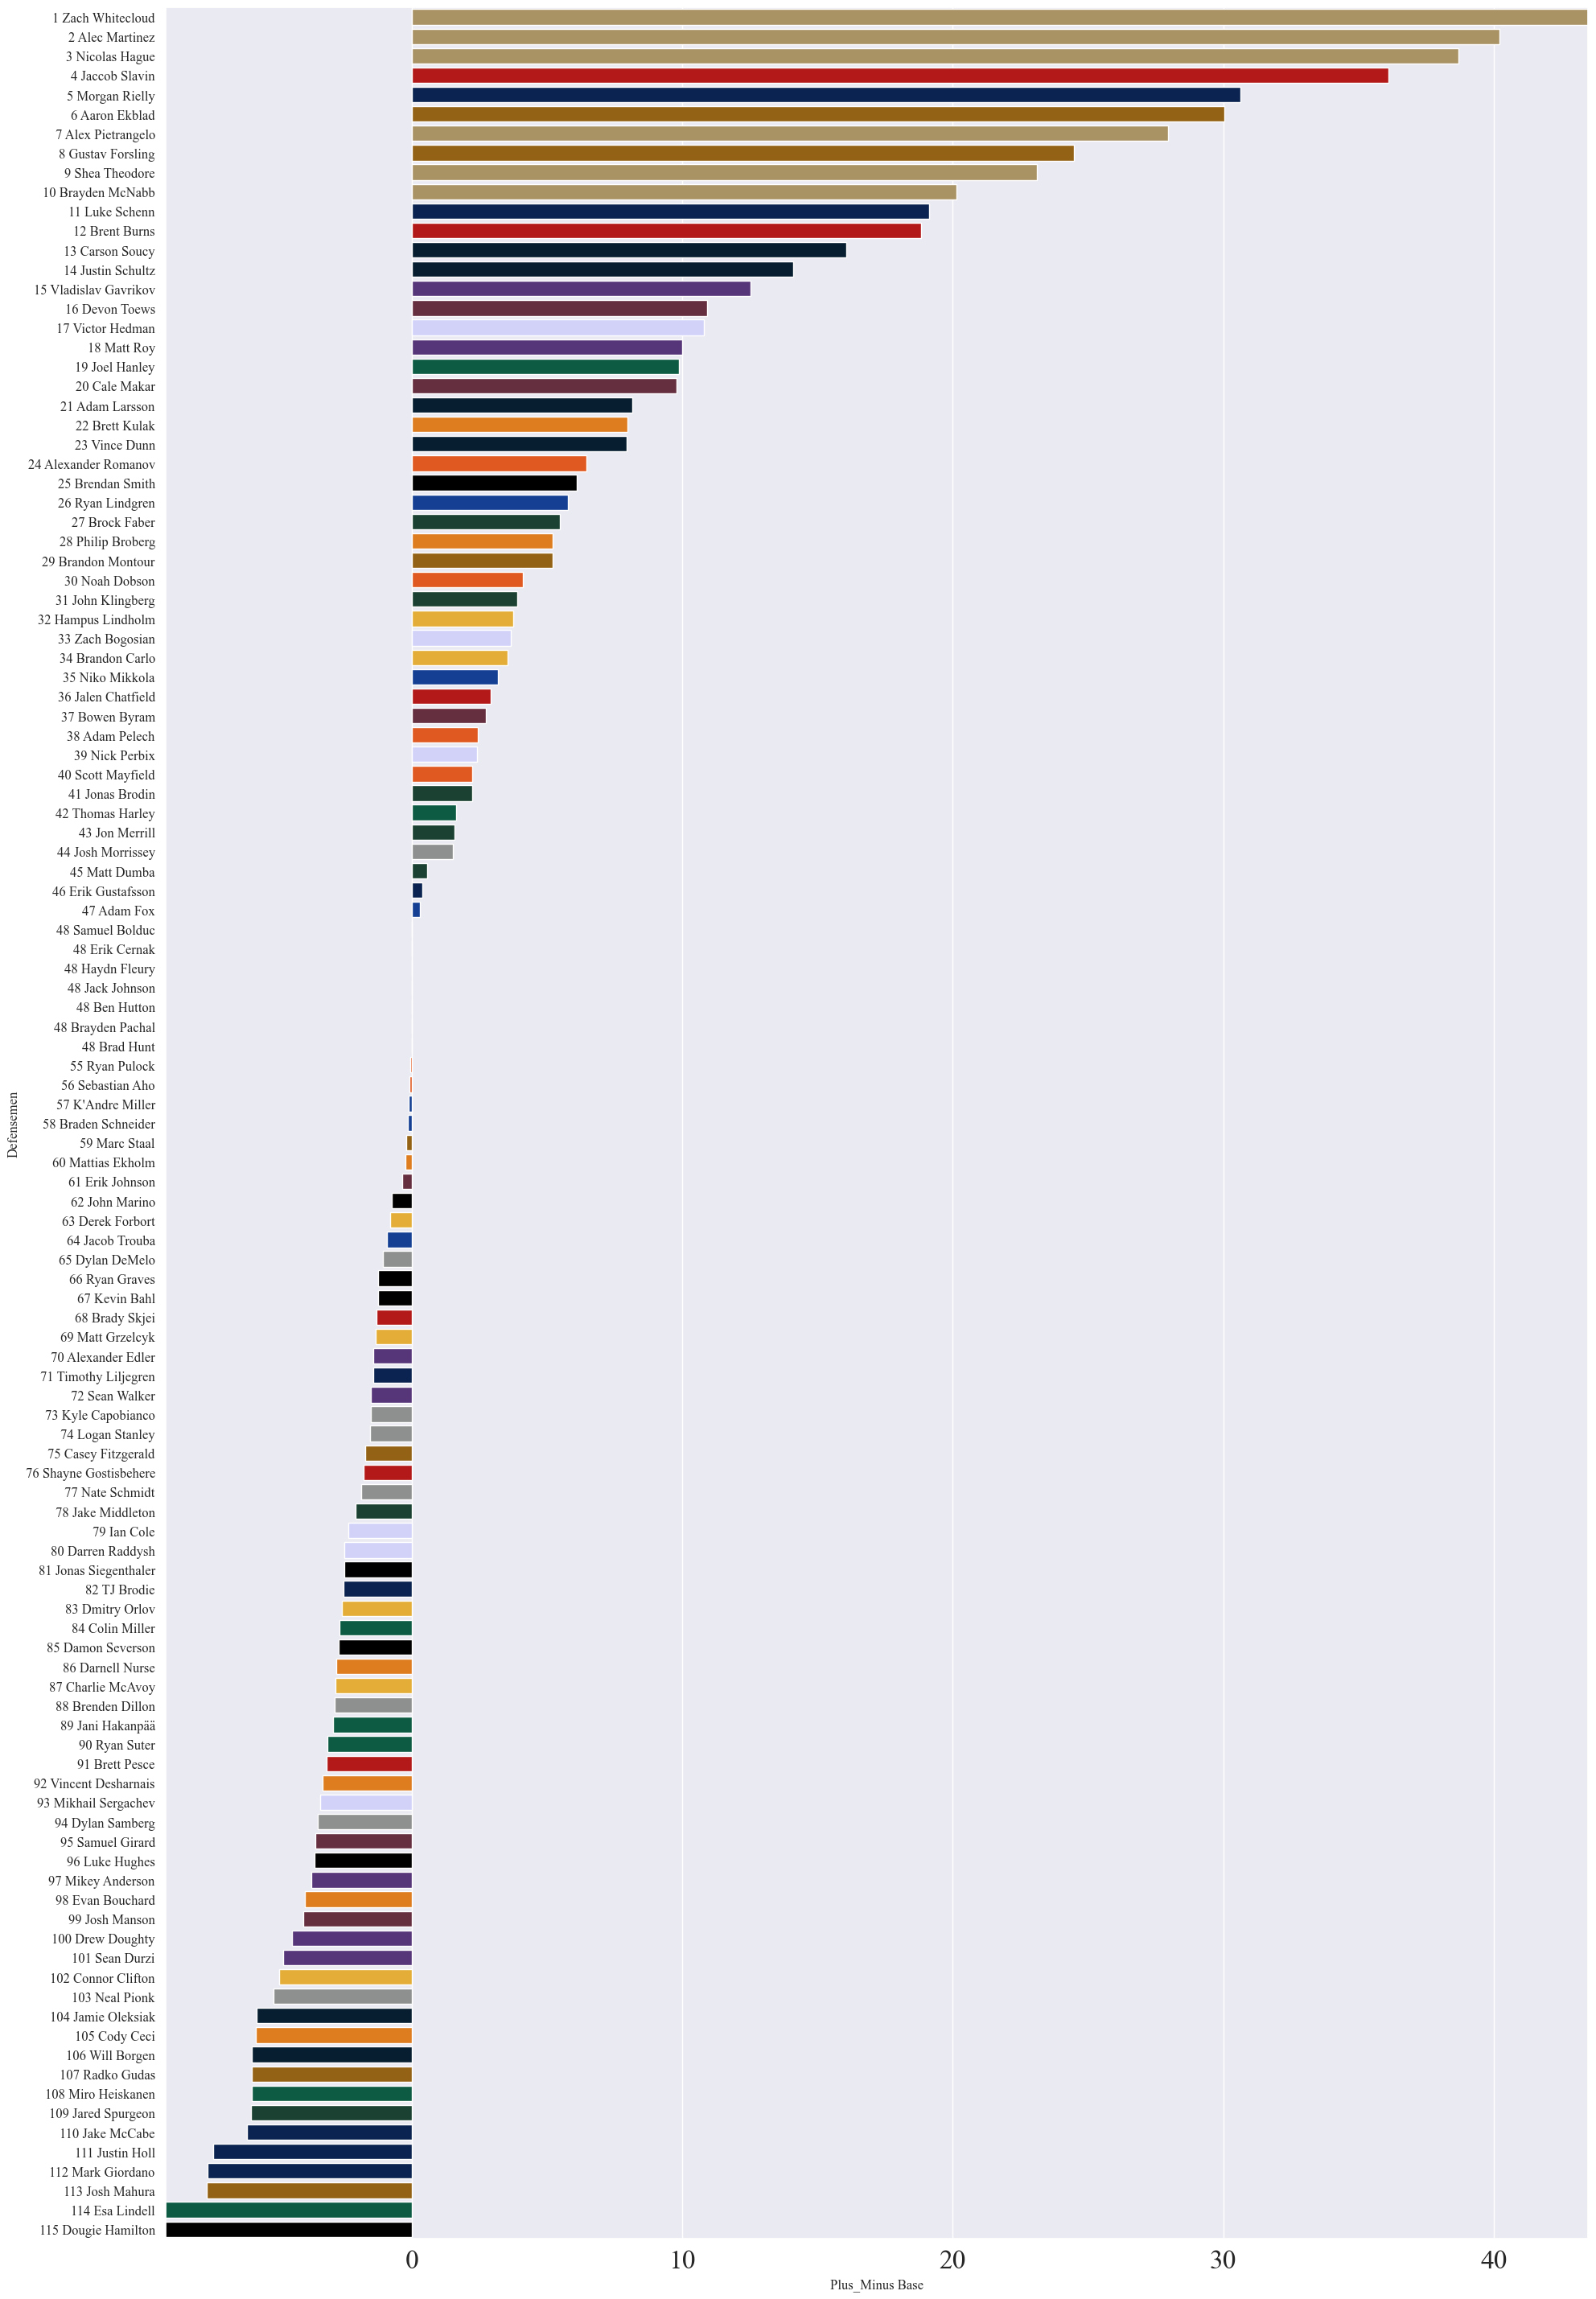 1 Zach Whitecloud
2 Alec Martinez
3 Nicolas Hague
4 Jaccob Slavin
5 Morgan Rielly
6 Aaron Ekblad
7 Alex Pietrangelo
8 Gustav Forsling
9 Shea Theodore
10 Brayden McNabb
11 Luke Schenn
12 Brent Burns
13 Carson Soucy
14 Justin Schultz
15 Vladislav Gavrikov
16 Devon Toews
17 Victor Hedman
18 Matt Roy
19 Joel Hanley
20 Cale Makar
21 Adam Larsson
22 Brett Kulak
23 Vince Dunn
24 Alexander Romanov
25 Brendan Smith
26 Ryan Lindgren
27 Brock Faber
28 Philip Broberg
29 Brandon Montour
30 Noah Dobson
31 John Klingberg
32 Hampus Lindholm
33 Zach Bogosian
34 Brandon Carlo
35 Niko Mikkola
36 Jalen Chatfield
37 Bowen Byram
38 Adam Pelech
39 Nick Perbix
40 Scott Mayfield
41 Jonas Brodin
42 Thomas Harley
43 Jon Merrill
44 Josh Morrissey
45 Matt Dumba
46 Erik Gustafsson
47 Adam Fox
48 Samuel Bolduc
48 Erik Cernak
48 Haydn Fleury
48 Jack Johnson
48 Ben Hutton
48 Brayden Pachal
48 Brad Hunt
55 Ryan Pulock
56 Sebastian Aho
57 K'Andre Miller
58 Braden Schneider
59 Marc Staal
60 Mattias Ekholm
61 Erik Johnson
62 John Marino
63 Derek Forbort
64 Jacob Trouba
65 Dylan DeMelo
66 Ryan Graves
67 Kevin Bahl
68 Brady Skjei
69 Matt Grzelcyk
70 Alexander Edler
71 Timothy Liljegren
72 Sean Walker
73 Kyle Capobianco
74 Logan Stanley
75 Casey Fitzgerald
76 Shayne Gostisbehere
77 Nate Schmidt
78 Jake Middleton
79 Ian Cole
80 Darren Raddysh
81 Jonas Siegenthaler
82 TJ Brodie
83 Dmitry Orlov
84 Colin Miller
85 Damon Severson
86 Darnell Nurse
87 Charlie McAvoy
88 Brenden Dillon
89 Jani Hakanpää
90 Ryan Suter
91 Brett Pesce
92 Vincent Desharnais
93 Mikhail Sergachev
94 Dylan Samberg
95 Samuel Girard
96 Luke Hughes
97 Mikey Anderson
98 Evan Bouchard
99 Josh Manson
100 Drew Doughty
101 Sean Durzi
102 Connor Clifton
103 Neal Pionk
104 Jamie Oleksiak
105 Cody Ceci
106 Will Borgen
107 Radko Gudas
108 Miro Heiskanen
109 Jared Spurgeon
110 Jake McCabe
111 Justin Holl
112 Mark Giordano
113 Josh Mahura
114 Esa Lindell
115 Dougie Hamilton
Defensemen
0 10 20 30 40
Plus_Minus Base